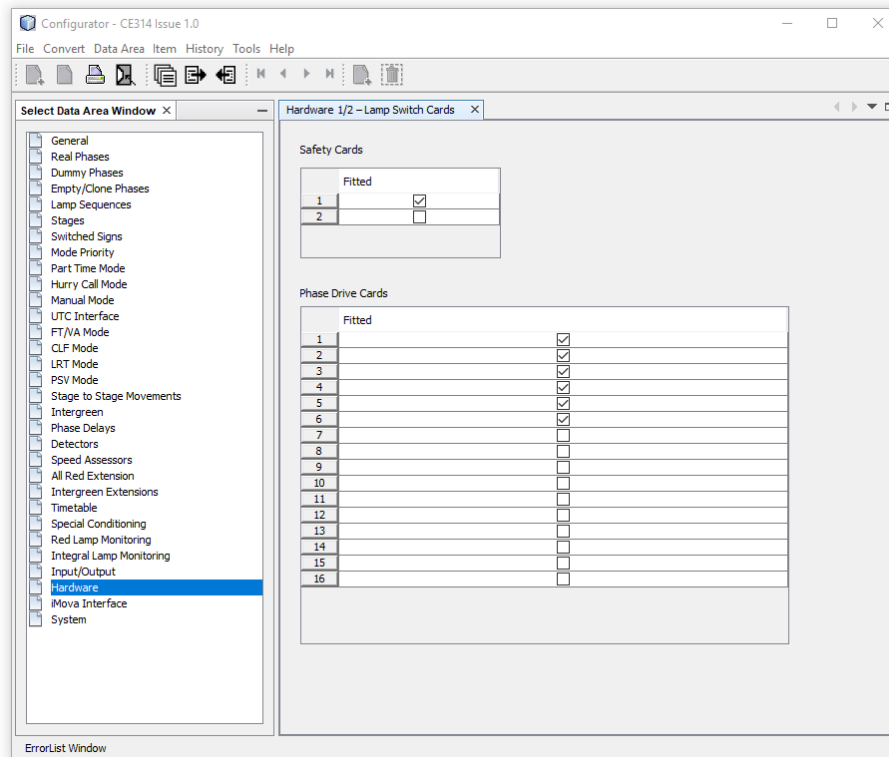 Configurator - CE314 Issue 1.0
File Convert Data Area Item History Tools Help
Select Data Area Window
General
Real Phases
Dummy Phases
Empty/Clone Phases
Lamp Sequences
Stages
Switched Signs
Mode Priority
Part Time Mode
Hurry Call Mode
Manual Mode
UTC Interface
FT/VA Mode
CLF Mode
LRT Mode
PSV Mode
Stage to Stage Movements
Intergreen
Phase Delays
Detectors
Speed Assessors
All Red Extension
Intergreen Extensions
Timetable
Special Conditioning
Red Lamp Monitoring
Integral Lamp Monitoring
Input/Output
Hardware
iMova Interface
System
Hardware 1/2 – Lamp Switch Cards
Safety Cards
Fitted
1
2
Phase Drive Cards
Fitted
1
2
3
4
5
6
7
8
9
10
11
12
13
14
15
16
ErrorList Window